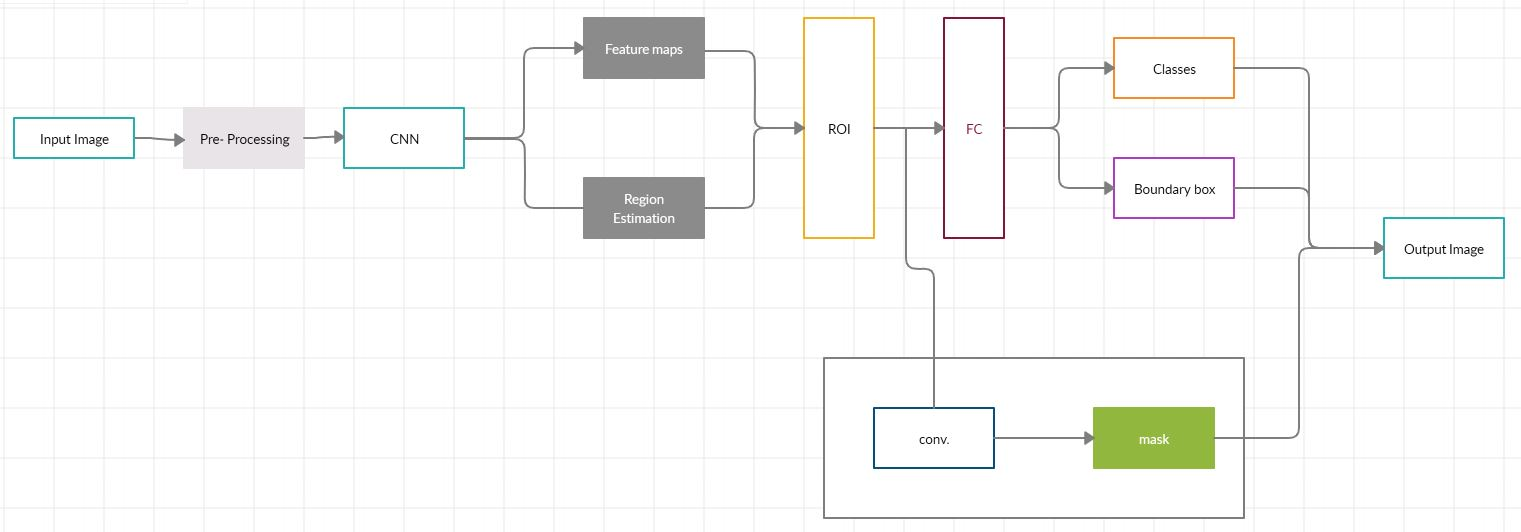 Input Image
Pre- Processing
CNN
Feature maps
Region
Estimation
ROI
FC
Classes
Boundary box
Output Image
conv.
mask